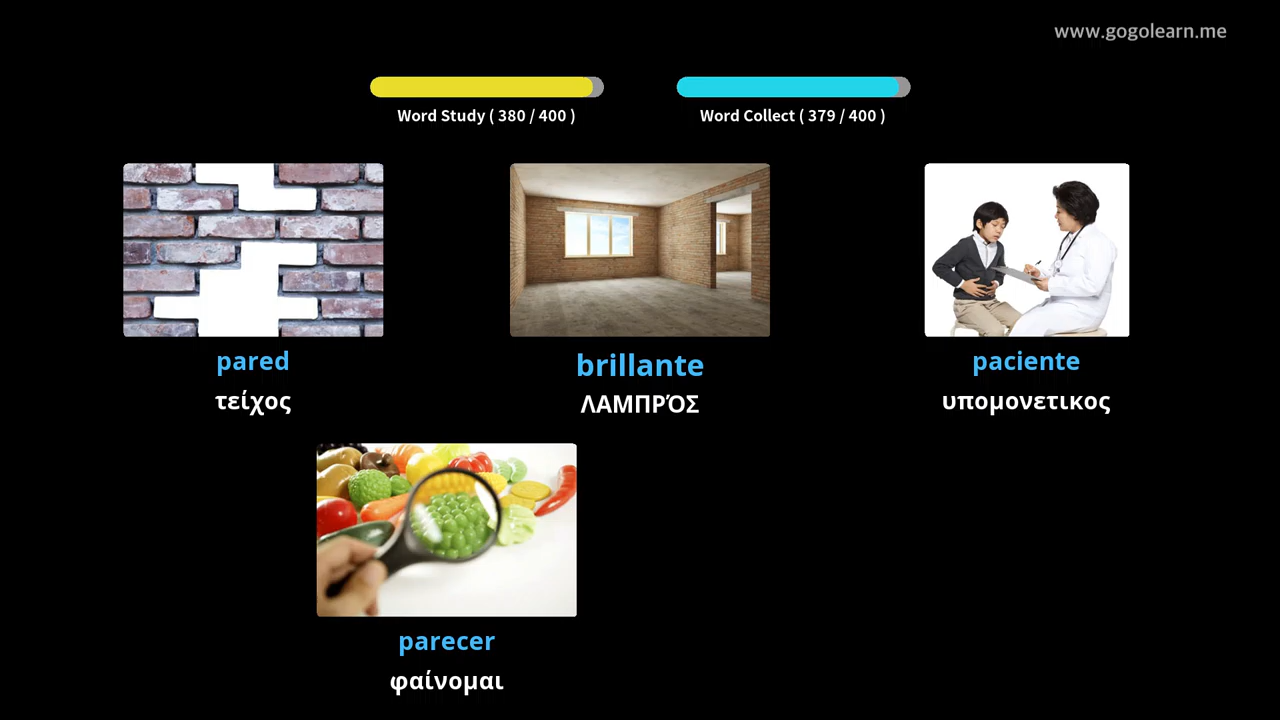 www.gogolearn.me
Word Study ( 380 / 400 )
Word Collect ( 379 / 400 )
pared
τείχος
brillante
ΛΑΜΠΡΌΣ
paciente
υπομονετικος
parecer
φαίνομαι